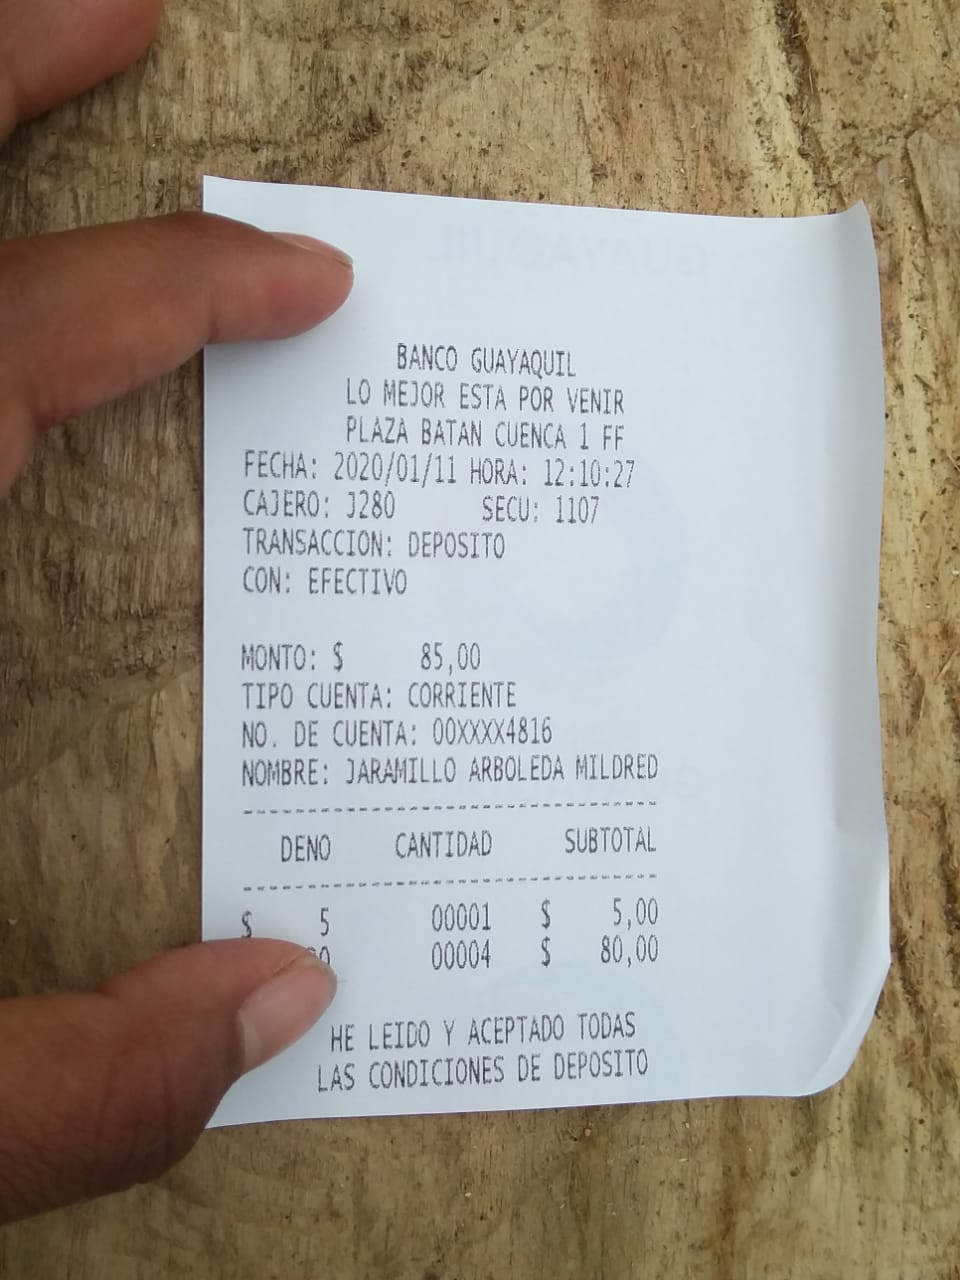 BANCO GUAYAQUIL
LO MEJOR ESTA POR VENIR
PLAZA BATAN CUENCA 1 FF
FECHA: 2020/01/11 HORA: 12:10:27
CAJERO: J280 SECU: 1107
TRANSACCION: DEPOSITO
CON: EFECTIVO
MONTO: $ 85,00
TIPO CUENTA: CORRIENTE
NO. DE CUENTA: 00XXXX4816
NOMBRE: JARAMILLO ARBOLEDA MILDRED
DENO CANTIDAD SUBTOTAL
$ 5 00001 $ 5,00
00004 $ 80,00
HE LEIDO Y ACEPTADO TODAS
LAS CONDICIONES DE DEPOSITO